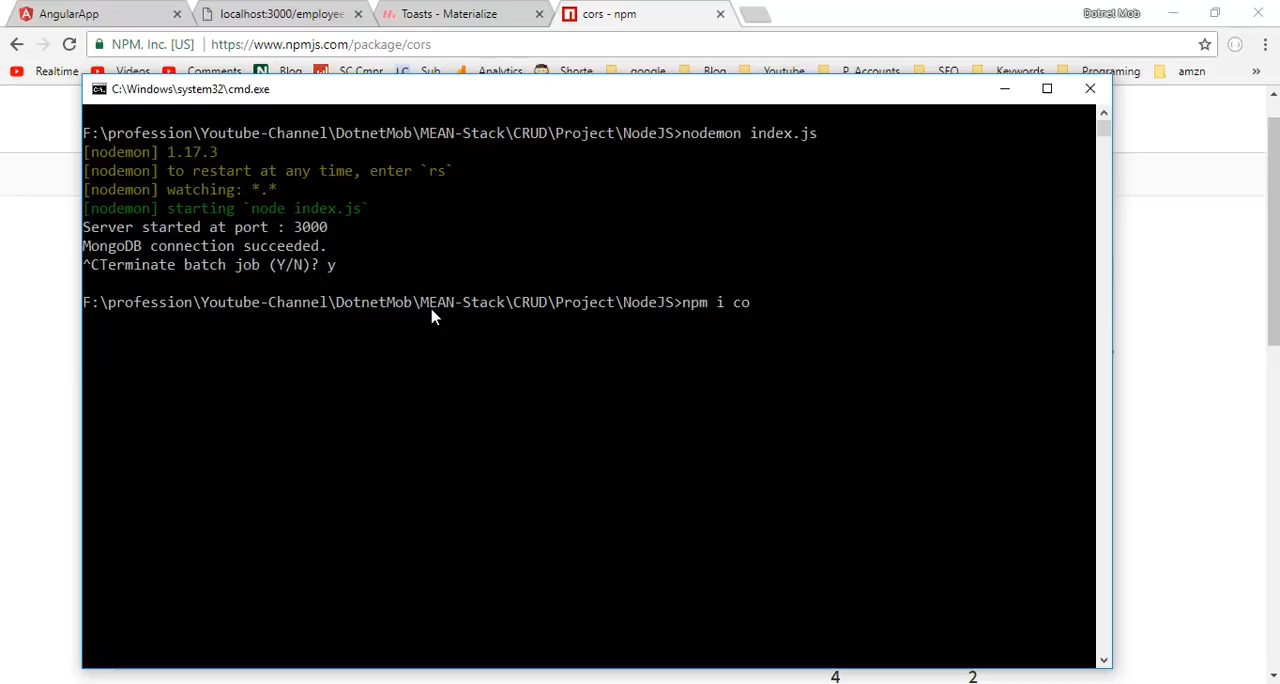 AngularApp
localhost:3000/employee
Toasts - Materialize
cors - npm
Dotnet Mob
NPM, Inc. [US] https://www.npmjs.com/package/cors
Realtime Videos Comments Blog SC Cmpr Sub Analytics Shorte google Blog Youtube P_Accounts SEO Keywords Programing amzn »
C:\Windows\system32\cmd.exe
F:\profession\Youtube-Channel\DotnetMob\MEAN-Stack\CRUD\Project\NodeJS>nodemon index.js
[nodemon] 1.17.3
[nodemon] to restart at any time, enter `rs`
[nodemon] watching: *.*
[nodemon] starting `node index.js`
Server started at port : 3000
MongoDB connection succeeded.
^CTerminate batch job (Y/N)? y
F:\profession\Youtube-Channel\DotnetMob\MEAN-Stack\CRUD\Project\NodeJS>npm i co
4 2